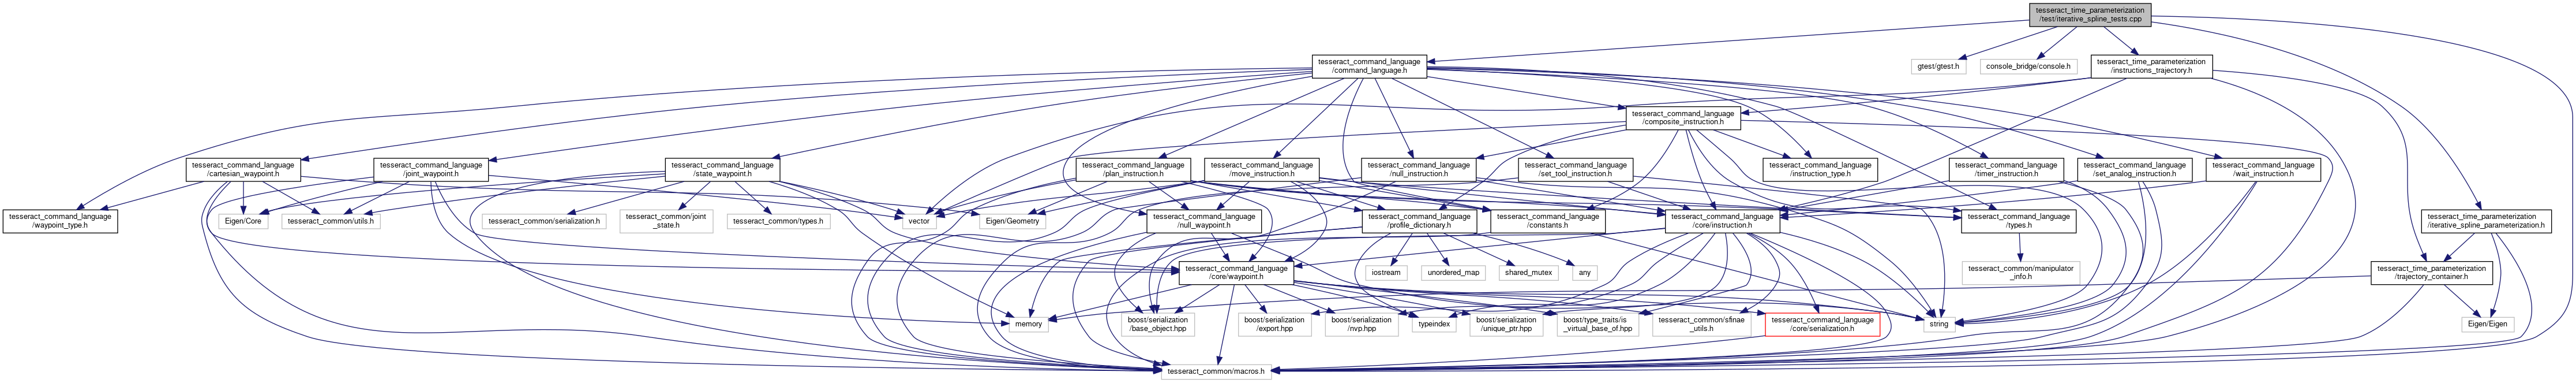 tesseract_time_parameterization
/test/iterative_spline_tests.cpp
tesseract_command_language
/command_language.h
gtest/gtest.h
console_bridge/console.h
tesseract_time_parameterization
/instructions_trajectory.h
tesseract_command_language
/composite_instruction.h
tesseract_command_language
/cartesian_waypoint.h
tesseract_command_language
/joint_waypoint.h
tesseract_command_language
/state_waypoint.h
tesseract_command_language
/plan_instruction.h
tesseract_command_language
/move_instruction.h
tesseract_command_language
/null_instruction.h
tesseract_command_language
/set_tool_instruction.h
tesseract_command_language
/instruction_type.h
tesseract_command_language
/timer_instruction.h
tesseract_command_language
/set_analog_instruction.h
tesseract_command_language
/wait_instruction.h
tesseract_command_language
/waypoint_type.h
Eigen/Core
tesseract_common/utils.h
tesseract_common/serialization.h
tesseract_common/joint
_state.h
tesseract_common/types.h
vector
Eigen/Geometry
tesseract_command_language
/null_waypoint.h
tesseract_command_language
/profile_dictionary.h
tesseract_command_language
/constants.h
tesseract_command_language
/core/instruction.h
tesseract_command_language
/types.h
tesseract_time_parameterization
/iterative_spline_parameterization.h
tesseract_command_language
/core/waypoint.h
iostream
unordered_map
shared_mutex
any
tesseract_common/manipulator
_info.h
tesseract_time_parameterization
/trajectory_container.h
memory
boost/serialization
/base_object.hpp
boost/serialization
/export.hpp
boost/serialization
/nvp.hpp
typeindex
boost/serialization
/unique_ptr.hpp
boost/type_traits/is
_virtual_base_of.hpp
tesseract_common/sfinae
_utils.h
tesseract_command_language
/core/serialization.h
string
Eigen/Eigen
tesseract_common/macros.h